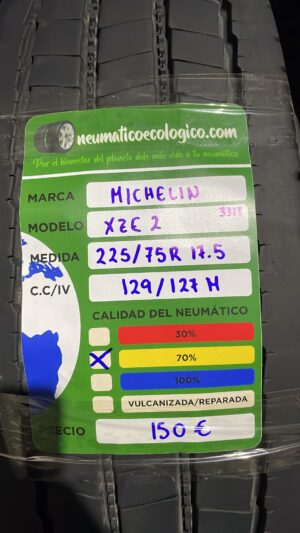 neumaticoecologico.com
Por el bienestar del planeta dale más vida a tu neumático
MARCA MICHELIN
MODELO XZE 2 3317
MEDIDA 225/75R 17.5
C.C/IV 129/127 M
CALIDAD DEL NEUMÁTICO
30%
X 70%
100%
VULCANIZADA/REPARADA
PRECIO 150 €